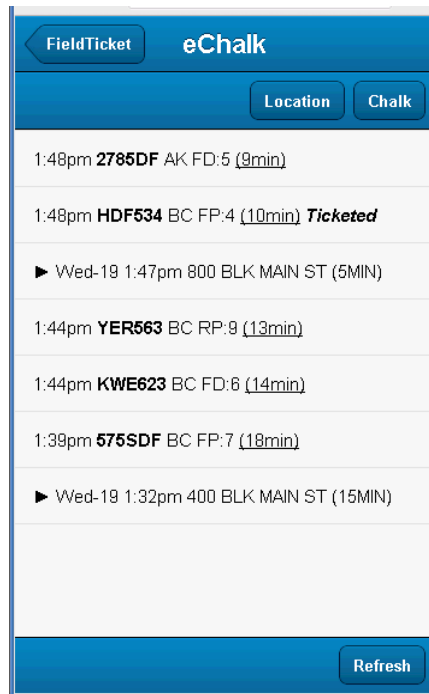 FieldTicket eChalk
Location Chalk
1:48pm 2785DF AK FD:5 (9min)
1:48pm HDF534 BC FP:4 (10min) Ticketed
► Wed-19 1:47pm 800 BLK MAIN ST (5MIN)
1:44pm YER563 BC RP:9 (13min)
1:44pm KWE623 BC FD:6 (14min)
1:39pm 575SDF BC FP:7 (18min)
► Wed-19 1:32pm 400 BLK MAIN ST (15MIN)
Refresh